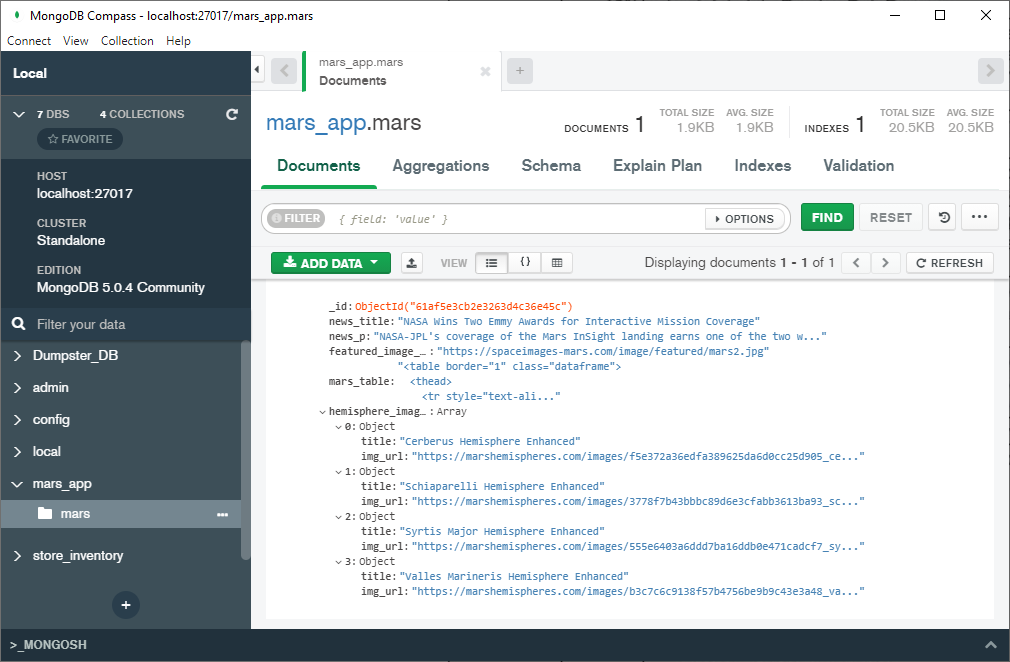 MongoDB Compass - localhost:27017/mars_app.mars
Connect View Collection Help
Local
7 DBS 4 COLLECTIONS
FAVORITE
HOST
localhost:27017
CLUSTER
Standalone
EDITION
MongoDB 5.0.4 Community
Filter your data
Dumpster_DB
admin
config
local
mars_app
mars
store_inventory
>_MONGOSH
mars_app.mars
Documents
mars_app.mars
DOCUMENTS 1 TOTAL SIZE 1.9KB AVG. SIZE 1.9KB INDEXES 1 TOTAL SIZE 20.5KB AVG. SIZE 20.5KB
Documents Aggregations Schema Explain Plan Indexes Validation
FILTER { field: 'value' } OPTIONS FIND RESET ...
ADD DATA VIEW {} Displaying documents 1 - 1 of 1 REFRESH
_id: ObjectId("61af5e3cb2e3263d4c36e45c")
news_title: "NASA Wins Two Emmy Awards for Interactive Mission Coverage"
news_p: "NASA-JPL's coverage of the Mars InSight landing earns one of the two w..."
featured_image_…: "https://spaceimages-mars.com/image/featured/mars2.jpg"
"<table border="1" class="dataframe">
mars_table: <thead>
<tr style="text-ali..."
hemisphere_imag…: Array
0: Object
title: "Cerberus Hemisphere Enhanced"
img_url: "https://marshemispheres.com/images/f5e372a36edfa389625da6d0cc25d905_ce..."
1: Object
title: "Schiaparelli Hemisphere Enhanced"
img_url: "https://marshemispheres.com/images/3778f7b43bbbc89d6e3cfabb3613ba93_sc..."
2: Object
title: "Syrtis Major Hemisphere Enhanced"
img_url: "https://marshemispheres.com/images/555e6403a6ddd7ba16ddb0e471cadcf7_sy..."
3: Object
title: "Valles Marineris Hemisphere Enhanced"
img_url: "https://marshemispheres.com/images/b3c7c6c9138f57b4756be9b9c43e3a48_va..."